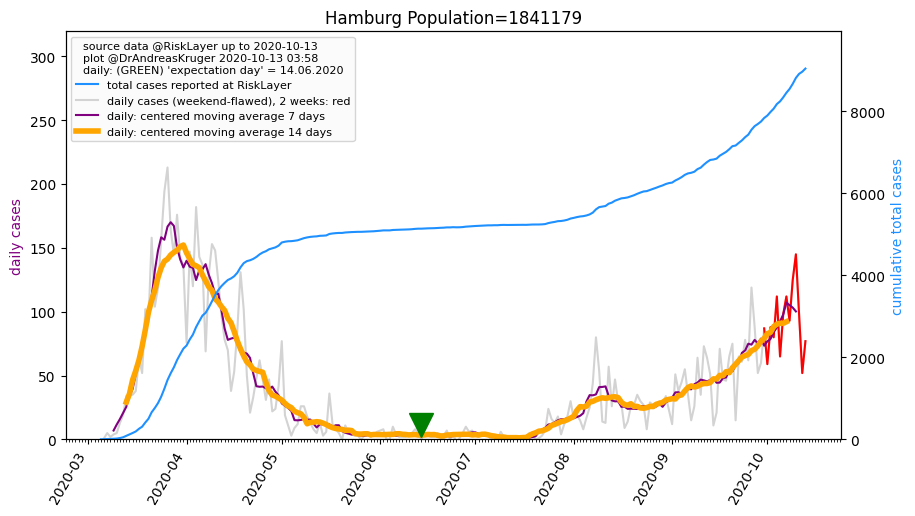 Hamburg Population=1841179
source data @RiskLayer up to 2020-10-13
plot @DrAndreasKruger 2020-10-13 03:58
daily: (GREEN) 'expectation day' = 14.06.2020
total cases reported at RiskLayer
daily cases (weekend-flawed), 2 weeks: red
daily: centered moving average 7 days
daily: centered moving average 14 days
daily cases
300
250
200
150
100
50
0
cumulative total cases
8000
6000
4000
2000
0
2020-03
2020-04
2020-05
2020-06
2020-07
2020-08
2020-09
2020-10